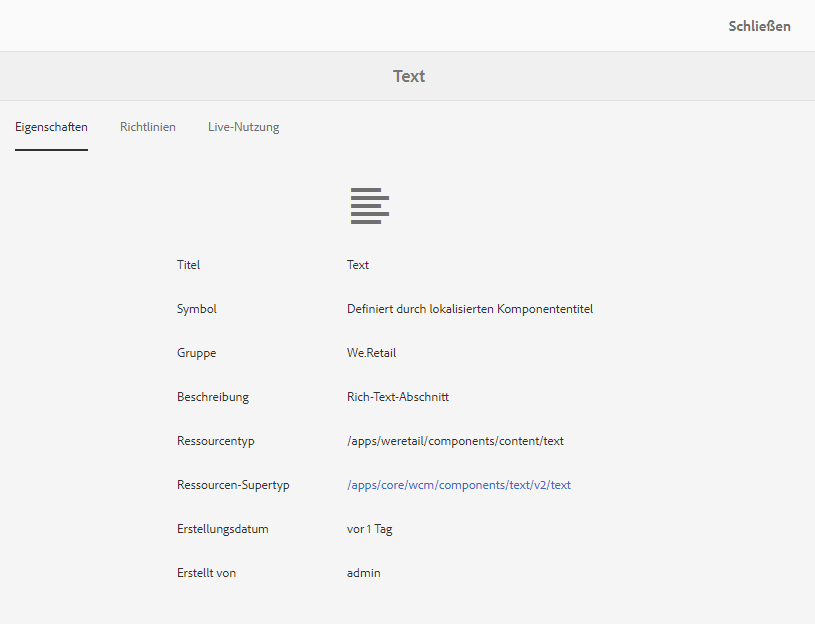 Schließen
Text
Eigenschaften Richtlinien Live-Nutzung
Titel Text
Symbol Definiert durch lokalisierten Komponententitel
Gruppe We.Retail
Beschreibung Rich-Text-Abschnitt
Ressourcentyp /apps/weretail/components/content/text
Ressourcen-Supertyp /apps/core/wcm/components/text/v2/text
Erstellungsdatum vor 1 Tag
Erstellt von admin